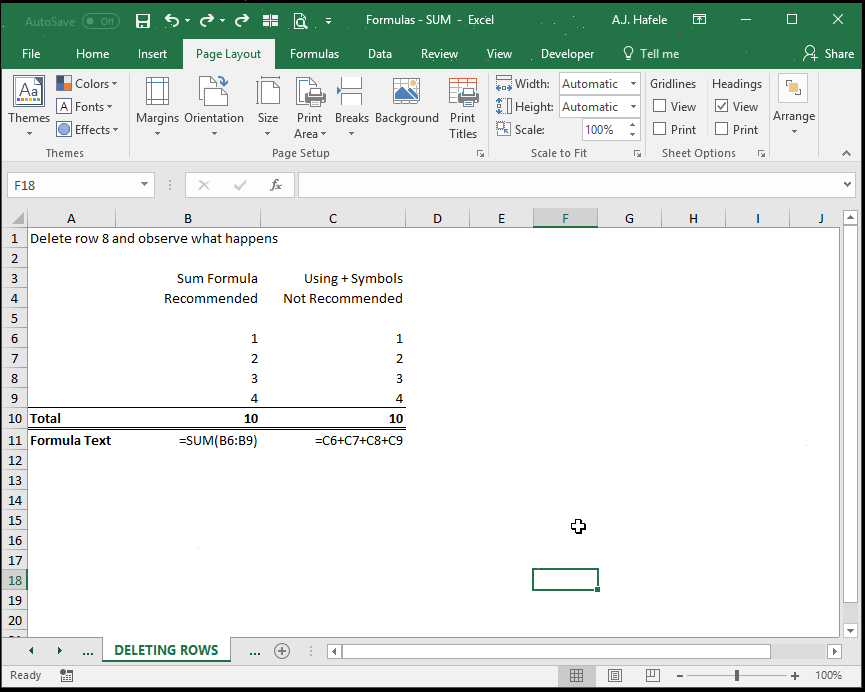 AutoSave Off Formulas - SUM - Excel A.J. Hafele
File Home Insert Page Layout Formulas Data Review View Developer Tell me Share
Aa Themes Colors A Fonts Effects
Themes
Margins Orientation Size Print Area Breaks Background Print Titles
Page Setup
Width: Automatic
Height: Automatic
Scale: 100%
Scale to Fit
Gridlines Headings
View View
Print Print
Sheet Options
Arrange
F18 fx
A B C D E F G H I J
1 Delete row 8 and observe what happens
2
3 Sum Formula Using + Symbols
4 Recommended Not Recommended
5
6 1 1
7 2 2
8 3 3
9 4 4
10 Total 10 10
11 Formula Text =SUM(B6:B9) =C6+C7+C8+C9
12
13
14
15
16
17
18
19
20
... DELETING ROWS ...
Ready 100%